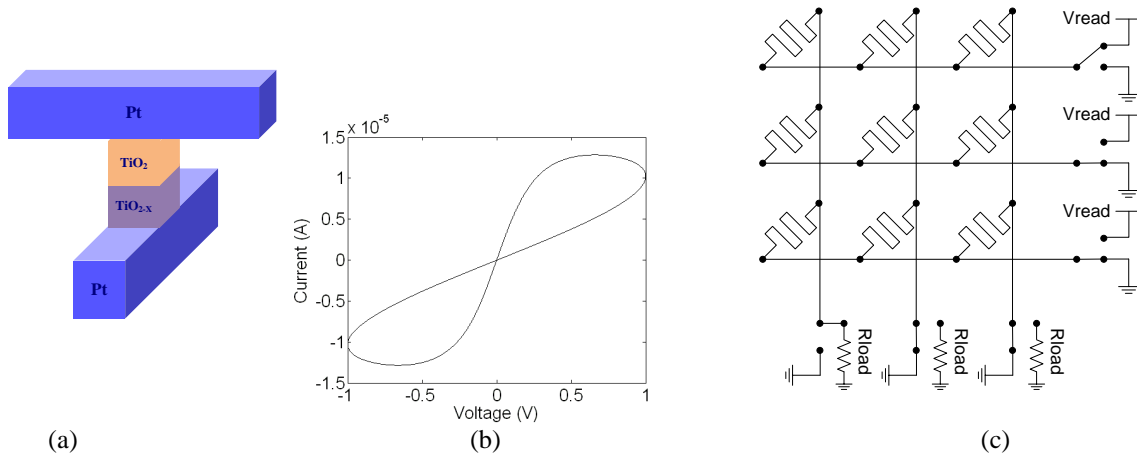 Pt
TiO2
TiO2-X
Pt
(a)
x 10^-5
1.5
1
0.5
0
-0.5
-1
-1.5
Current (A)
-1
-0.5
0
0.5
1
Voltage (V)
(b)
Vread
Vread
Vread
Rload
Rload
Rload
(c)